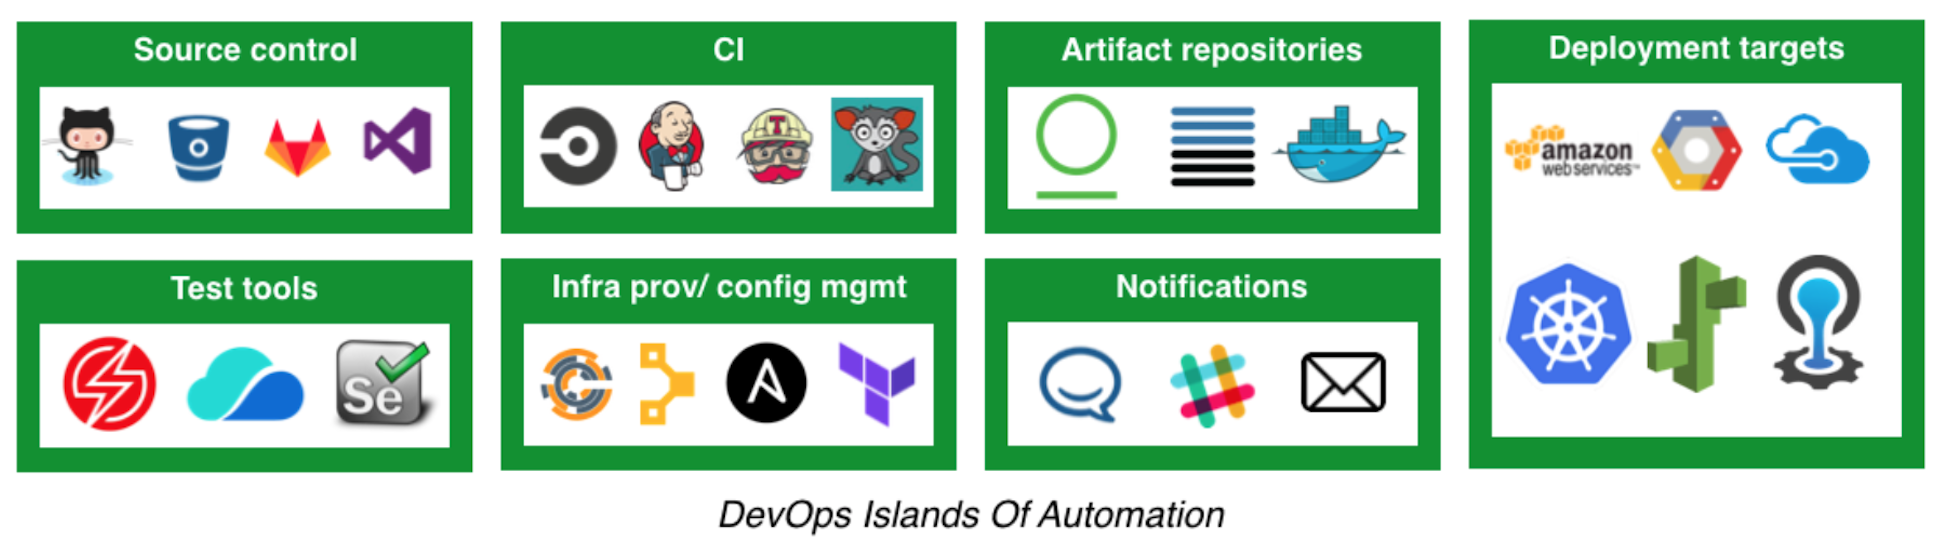 Source control
CI
Artifact repositories
Deployment targets
T
amazon
webservices™
Test tools
Infra prov/ config mgmt
Notifications
Se
A
DevOps Islands Of Automation